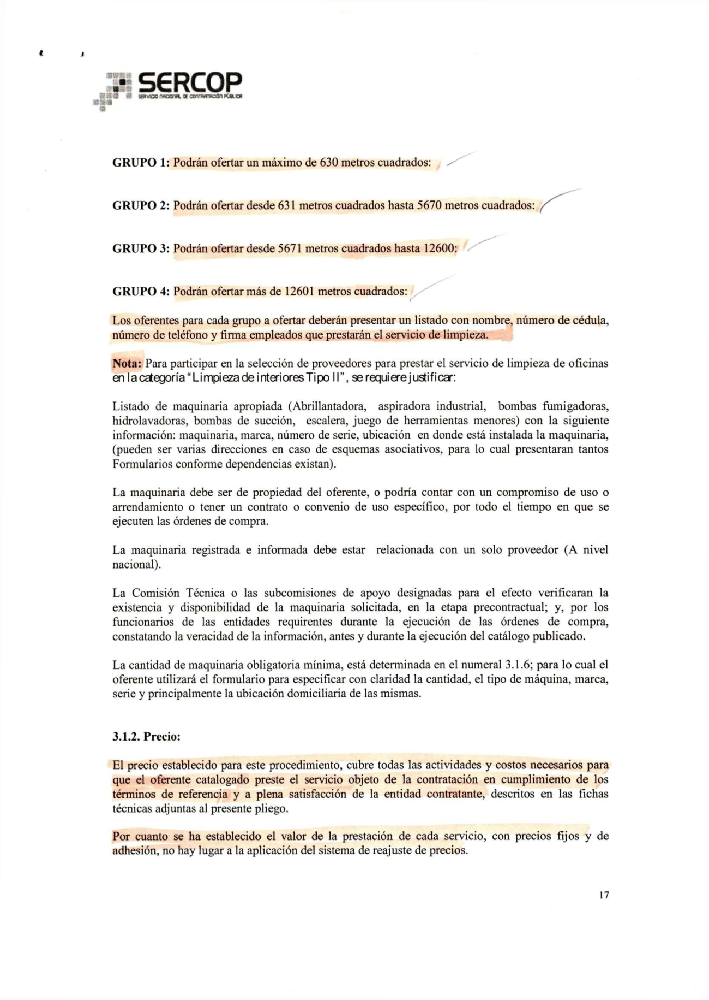 SERCOP
SERVICIO NACIONAL DE CONTRATACIÓN PÚBLICA
GRUPO 1: Podrán ofertar un máximo de 630 metros cuadrados:
GRUPO 2: Podrán ofertar desde 631 metros cuadrados hasta 5670 metros cuadrados:
GRUPO 3: Podrán ofertar desde 5671 metros cuadrados hasta 12600:
GRUPO 4: Podrán ofertar más de 12601 metros cuadrados:
Los oferentes para cada grupo a ofertar deberán presentar un listado con nombre, número de cédula,
número de teléfono y firma empleados que prestarán el servicio de limpieza.
Nota: Para participar en la selección de proveedores para prestar el servicio de limpieza de oficinas
en la categoría “Limpieza de interiores Tipo II”, se requiere justificar:
Listado de maquinaria apropiada (Abrillantadora, aspiradora industrial, bombas fumigadoras,
hidrolavadoras, bombas de succión, escalera, juego de herramientas menores) con la siguiente
información: maquinaria, marca, número de serie, ubicación en donde está instalada la maquinaria,
(pueden ser varias direcciones en caso de esquemas asociativos, para lo cual presentaran tantos
Formularios conforme dependencias existan).
La maquinaria debe ser de propiedad del oferente, o podría contar con un compromiso de uso o
arrendamiento o tener un contrato o convenio de uso específico, por todo el tiempo en que se
ejecuten las órdenes de compra.
La maquinaria registrada e informada debe estar relacionada con un solo proveedor (A nivel
nacional).
La Comisión Técnica o las subcomisiones de apoyo designadas para el efecto verificaran la
existencia y disponibilidad de la maquinaria solicitada, en la etapa precontractual; y, por los
funcionarios de las entidades requirentes durante la ejecución de las órdenes de compra,
constatando la veracidad de la información, antes y durante la ejecución del catálogo publicado.
La cantidad de maquinaria obligatoria mínima, está determinada en el numeral 3.1.6; para lo cual el
oferente utilizará el formulario para especificar con claridad la cantidad, el tipo de máquina, marca,
serie y principalmente la ubicación domiciliaria de las mismas.
3.1.2. Precio:
El precio establecido para este procedimiento, cubre todas las actividades y costos necesarios para
que el oferente catalogado preste el servicio objeto de la contratación en cumplimiento de los
términos de referencia y a plena satisfacción de la entidad contratante, descritos en las fichas
técnicas adjuntas al presente pliego.
Por cuanto se ha establecido el valor de la prestación de cada servicio, con precios fijos y de
adhesión, no hay lugar a la aplicación del sistema de reajuste de precios.
17